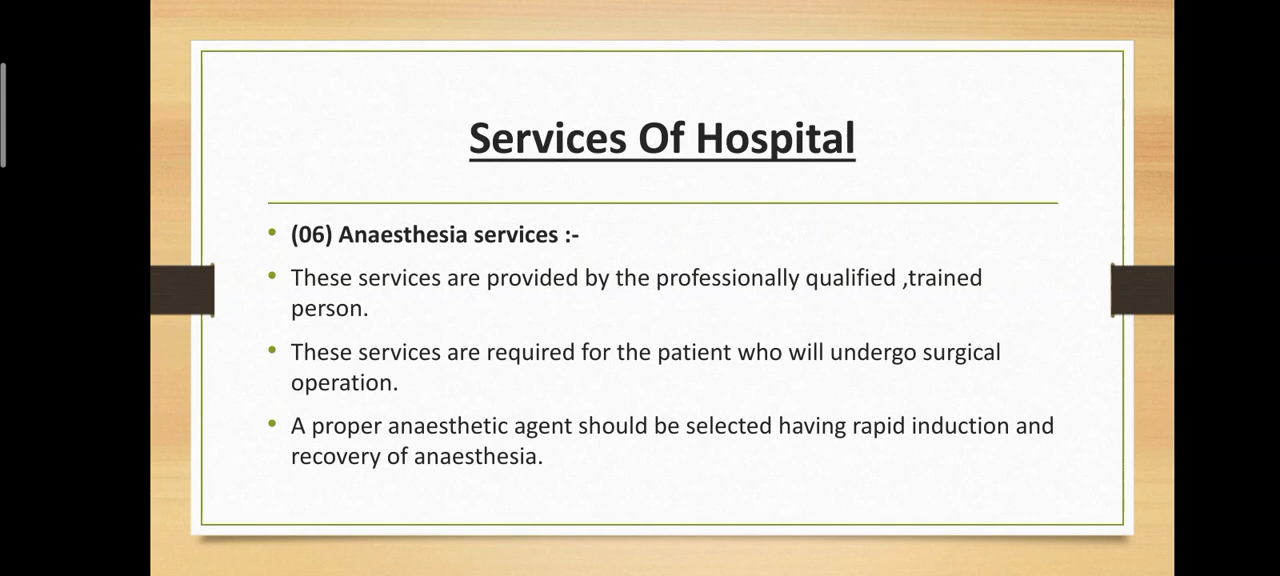 Services Of Hospital
• (06) Anaesthesia services :-
• These services are provided by the professionally qualified ,trained
person.
• These services are required for the patient who will undergo surgical
operation.
• A proper anaesthetic agent should be selected having rapid induction and
recovery of anaesthesia.